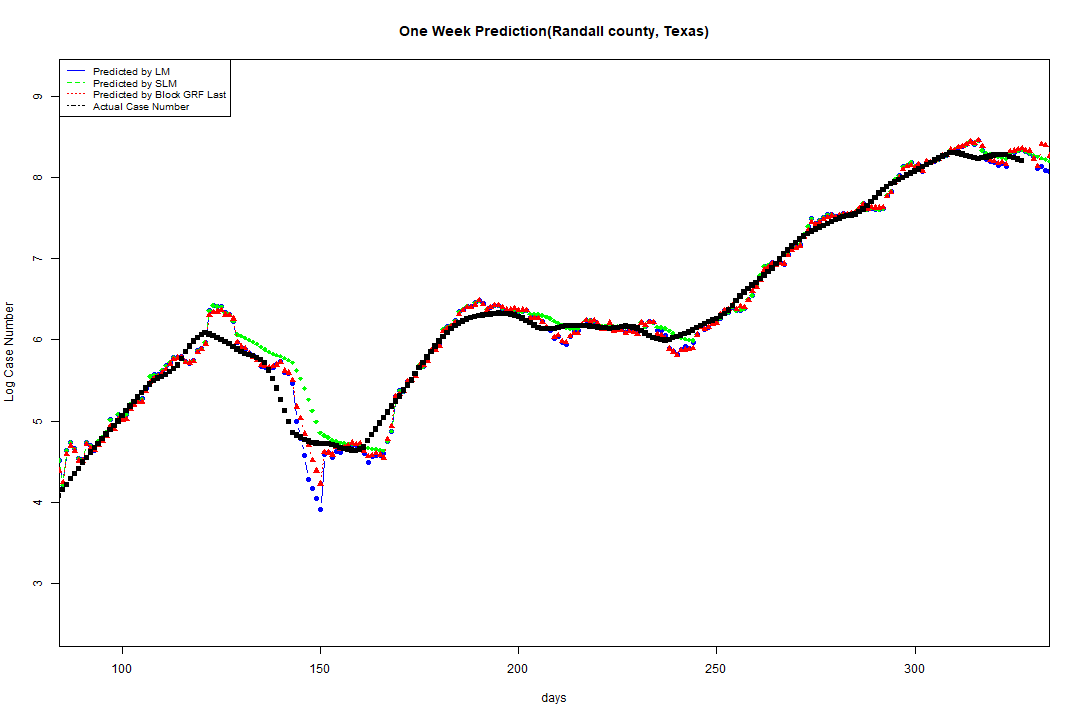 One Week Prediction(Randall county, Texas)
Predicted by LM
Predicted by SLM
Predicted by Block GRF Last
Actual Case Number
9
8
7
6
5
4
3
Log Case Number
100 150 200 250 300
days